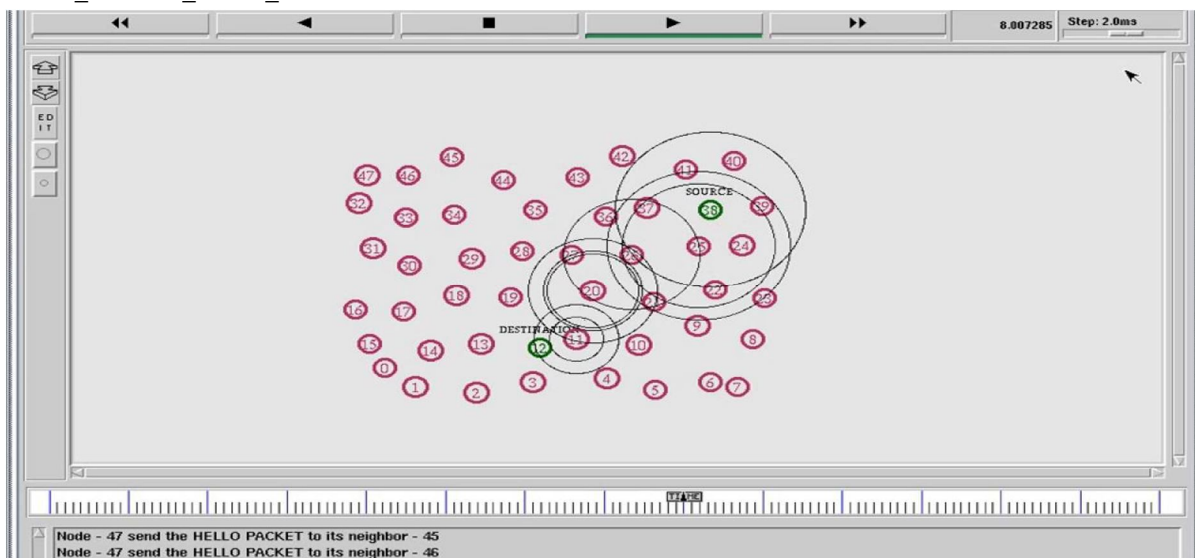 8.007285 Step: 2.0ms
ED
IT
45 42 40
47 46 44 43 41
SOURCE
32 33 34 35 36 37 38 39
31 30 29 28 27 26 25 24
18 19 20 21 22 23
16 17 9
DESTINATION
15 14 13 12 11 10 8
0
1 2 3 4 5 6 7
TIME
Node - 47 send the HELLO PACKET to its neighbor - 45
Node - 47 send the HELLO PACKET to its neighbor - 46